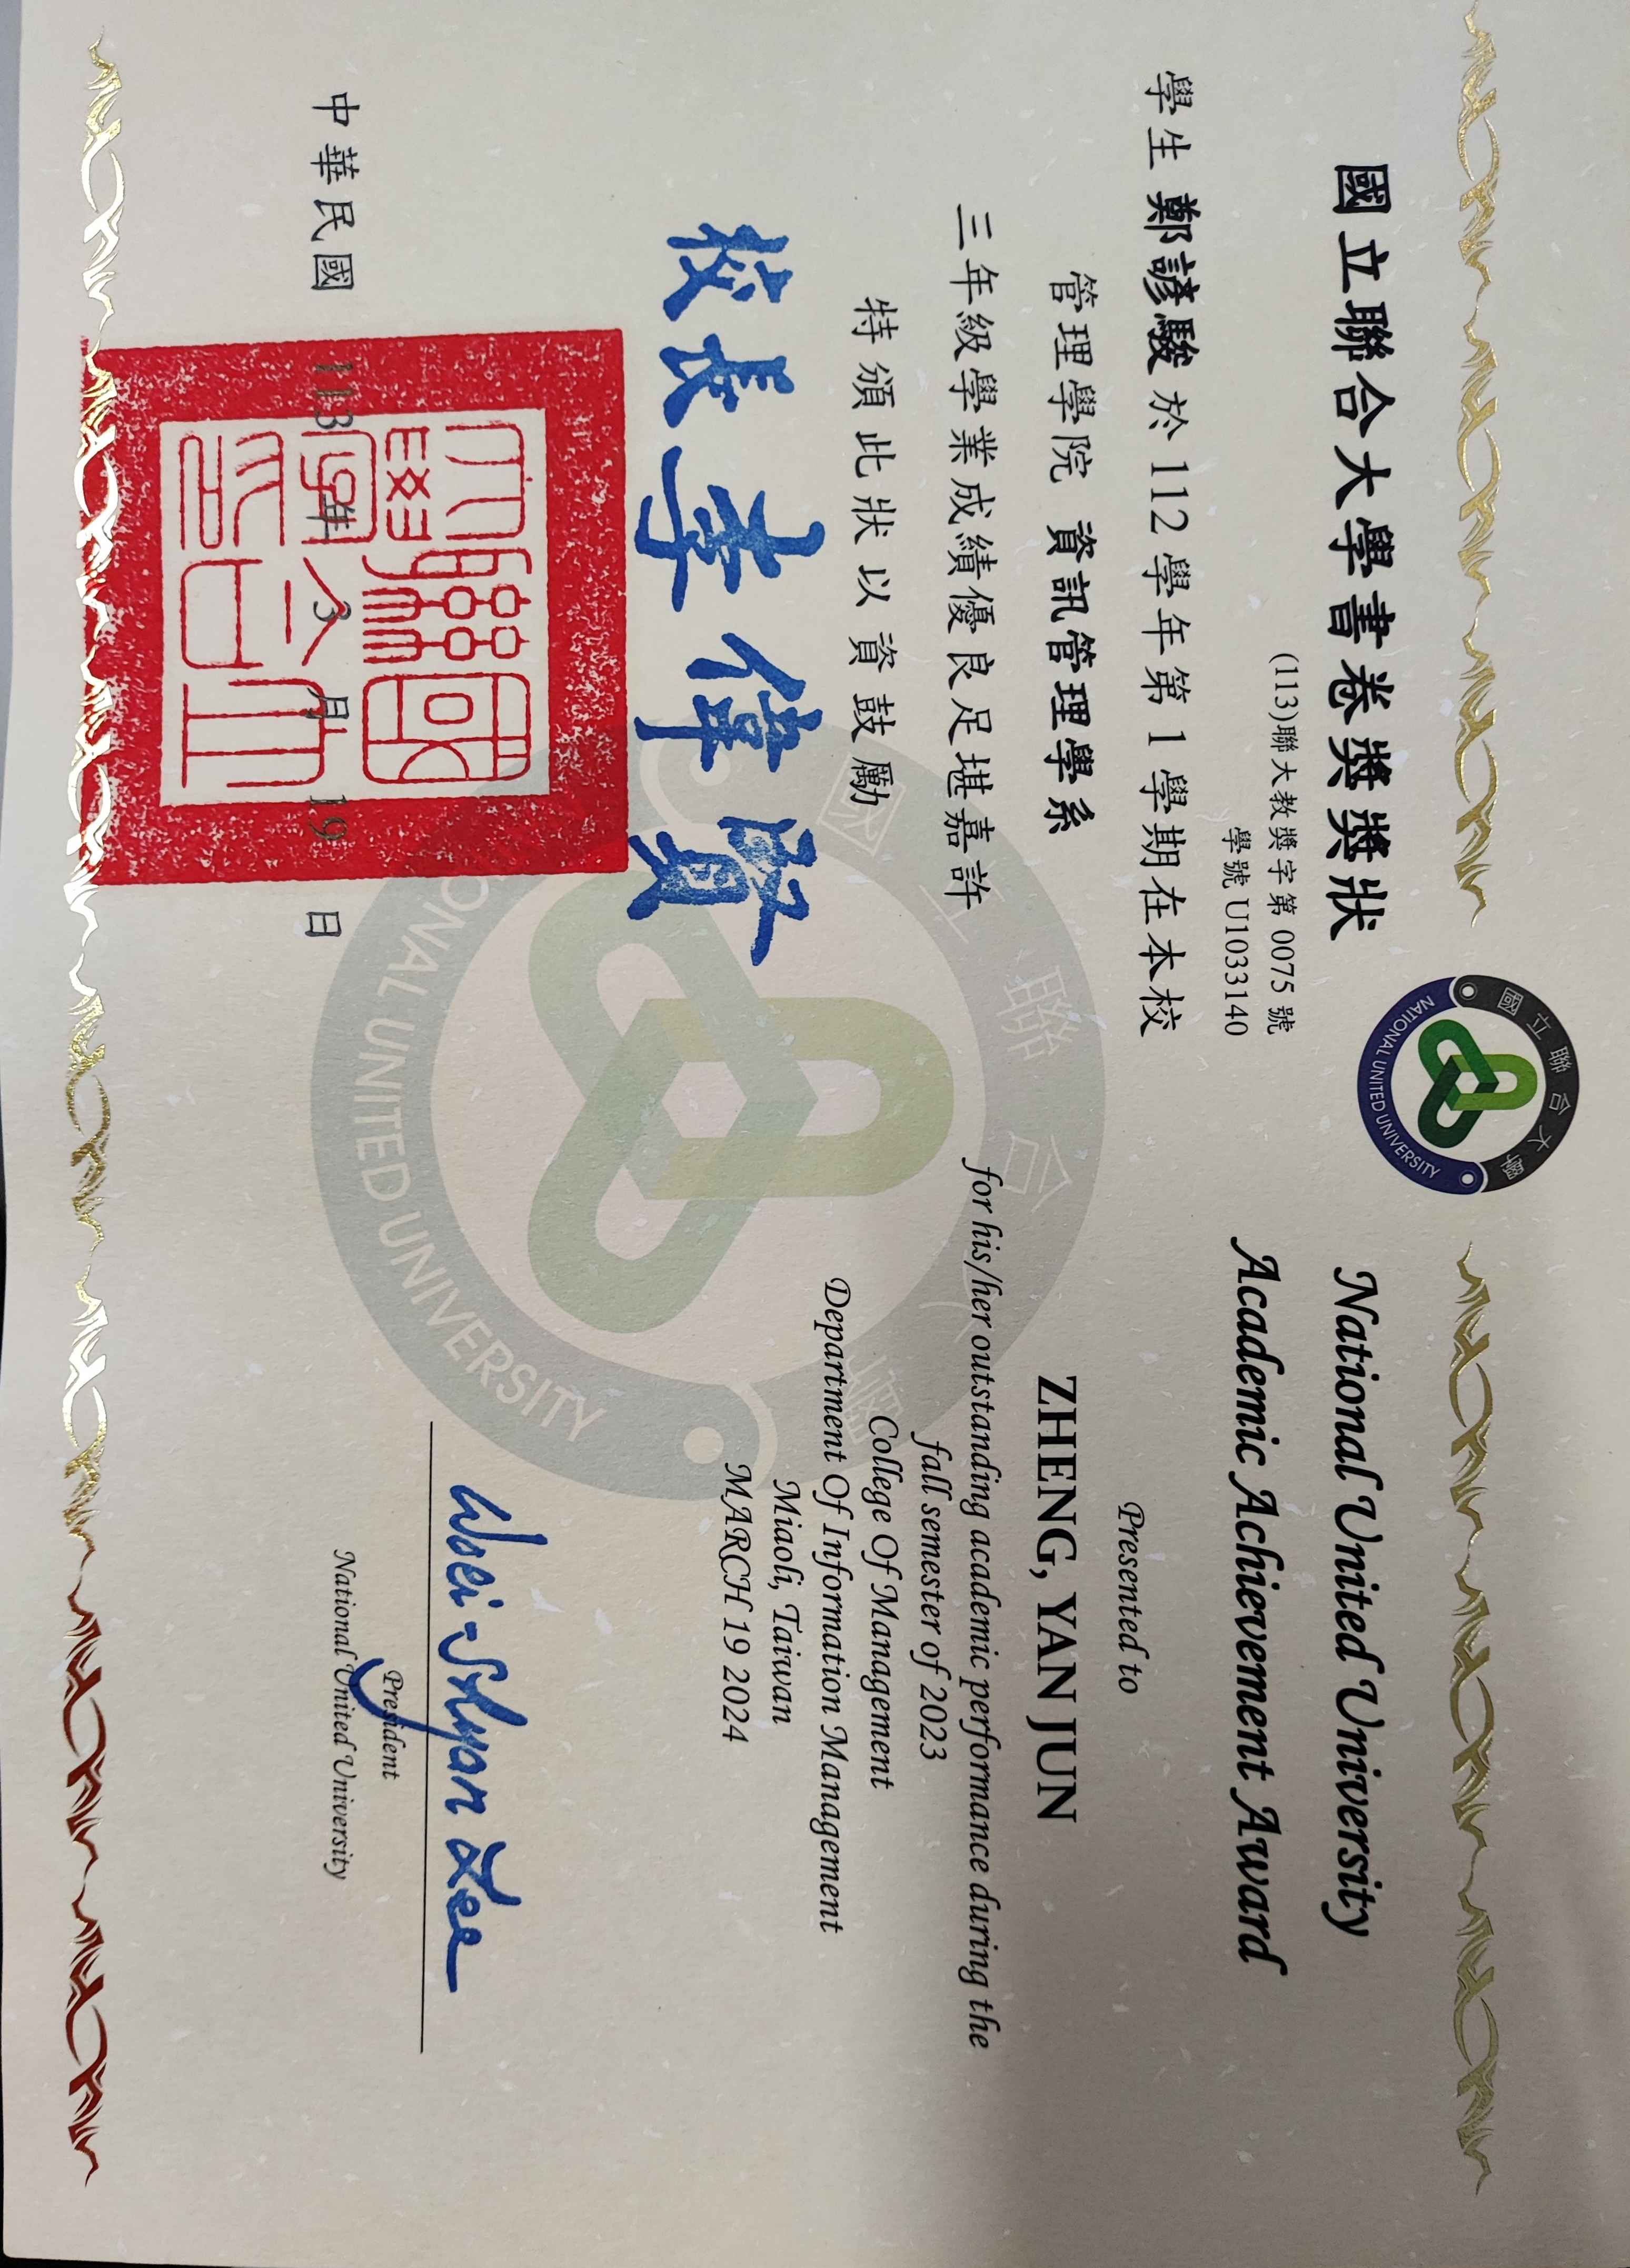 國立聯合大學
NATIONAL UNITED UNIVERSITY
國立聯合大學書卷獎獎狀
(113)聯大教獎字第 0075 號
學號 U1033140
學生 鄭諺駿 於 112 學年第 1 學期在本校
管理學院 資訊管理學系
三年級學業成績優良足堪嘉許
特頒此狀以資鼓勵
校長 李偉賢
國立聯合大學印
中華民國 113 年 3 月 19 日
National United University
Academic Achievement Award
Presented to
ZHENG, YAN JUN
for his/her outstanding academic performance during the
fall semester of 2023
College Of Management
Department Of Information Management
Miaoli, Taiwan
MARCH 19 2024
Woei-Shyan Lee
President
National United University
國立聯合大學
NATIONAL UNITED UNIVERSITY